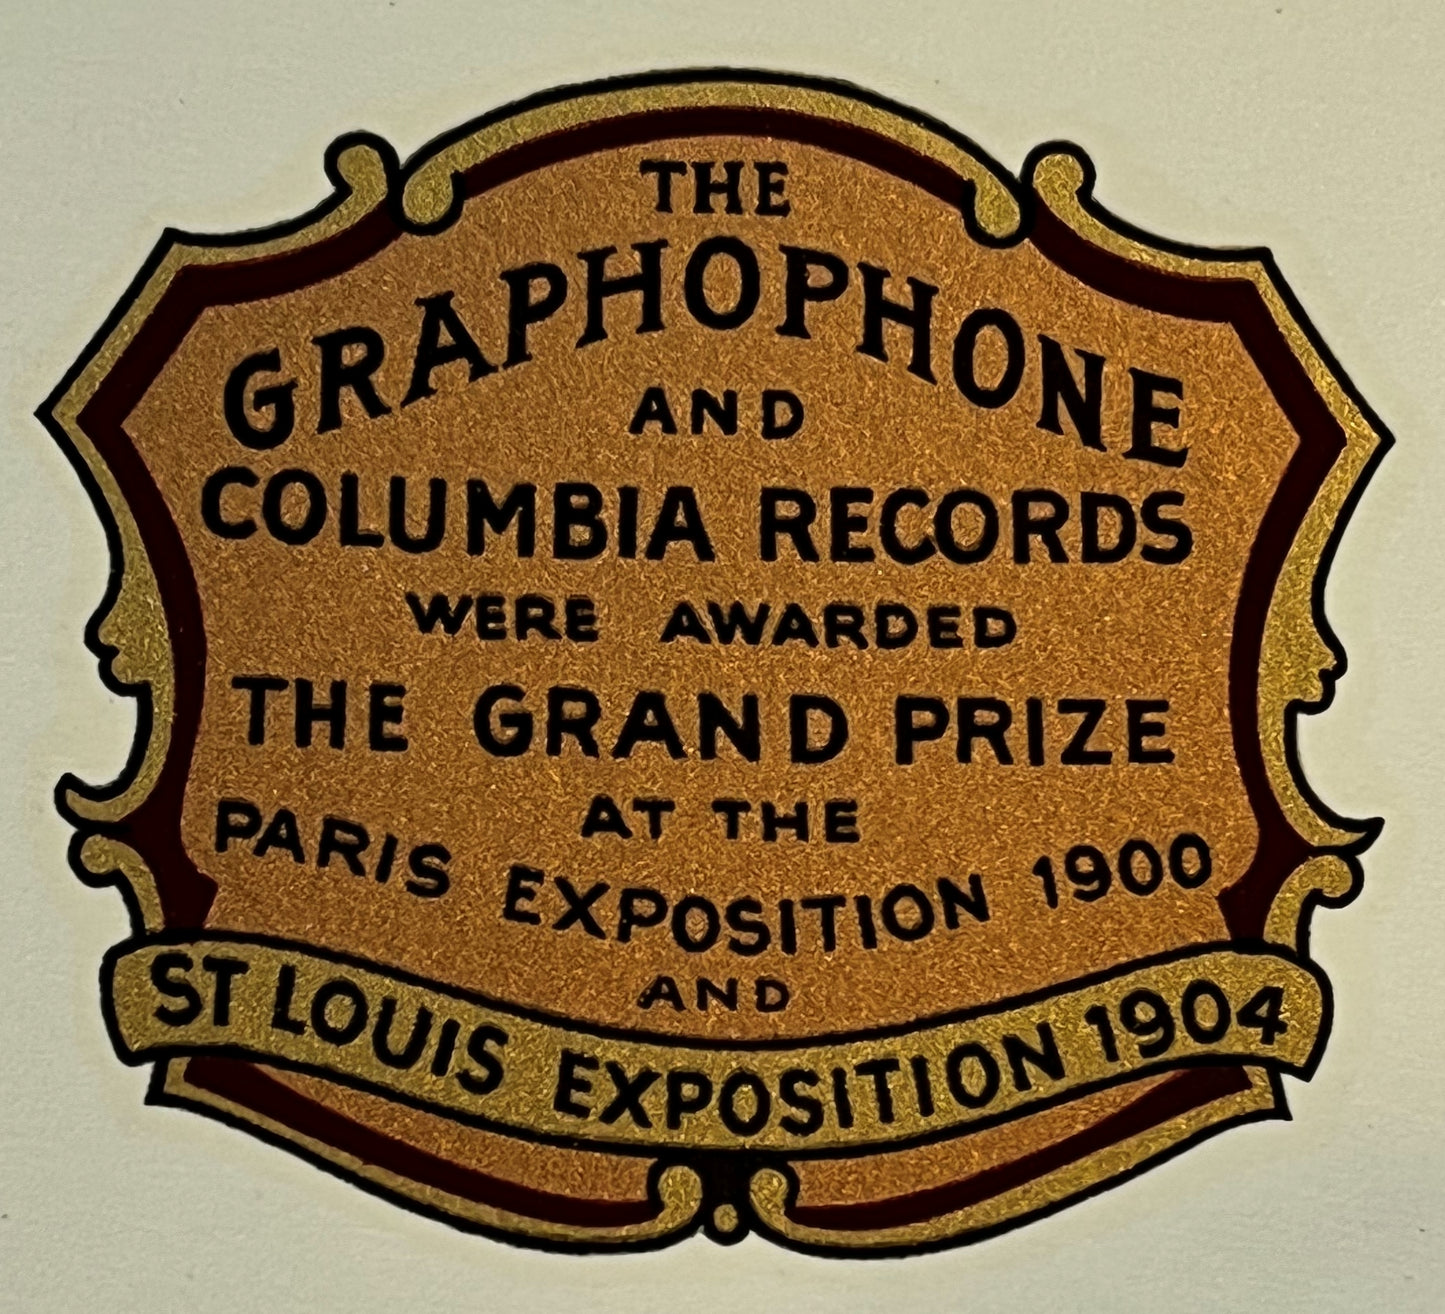 THE
GRAPHOPHONE
AND
COLUMBIA RECORDS
WERE AWARDED
THE GRAND PRIZE
AT THE
PARIS EXPOSITION 1900
AND
ST LOUIS EXPOSITION 1904